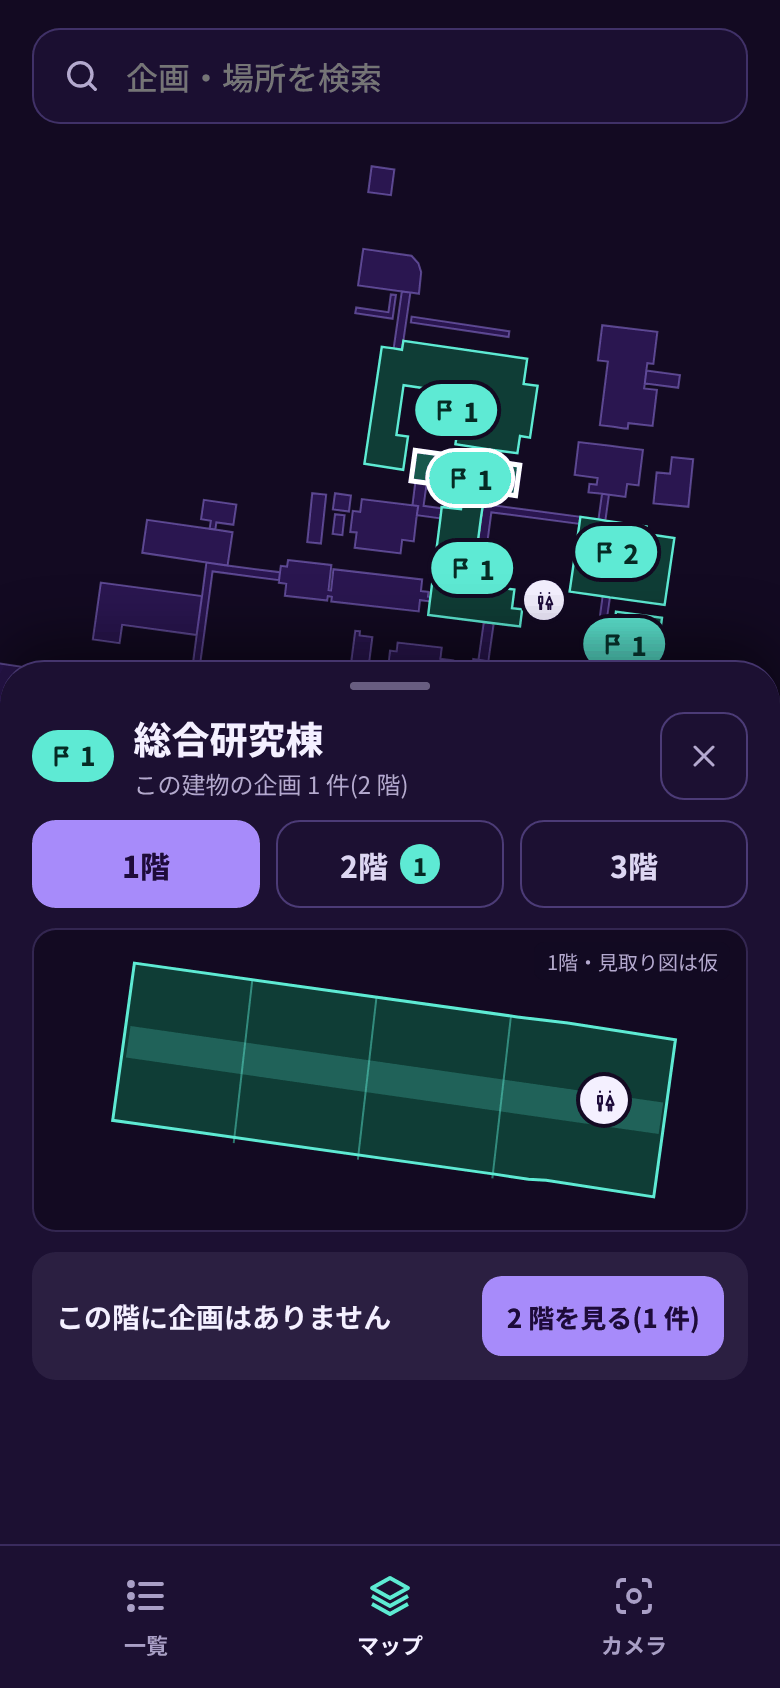 企画・場所を検索
1
1
1
2
1
1
総合研究棟
この建物の企画 1 件(2 階)
1階
2階 1
3階
1階・見取り図は仮
この階に企画はありません
2 階を見る(1 件)
一覧
マップ
カメラ